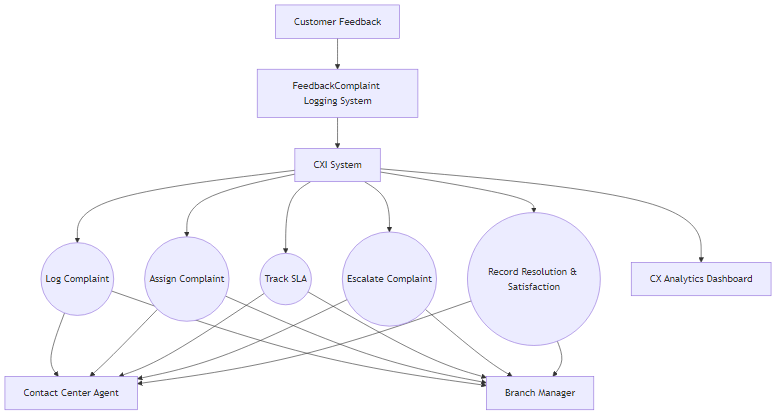 Customer Feedback
FeedbackComplaint
Logging System
CXI System
Log Complaint
Assign Complaint
Track SLA
Escalate Complaint
Record Resolution &
Satisfaction
CX Analytics Dashboard
Contact Center Agent
Branch Manager